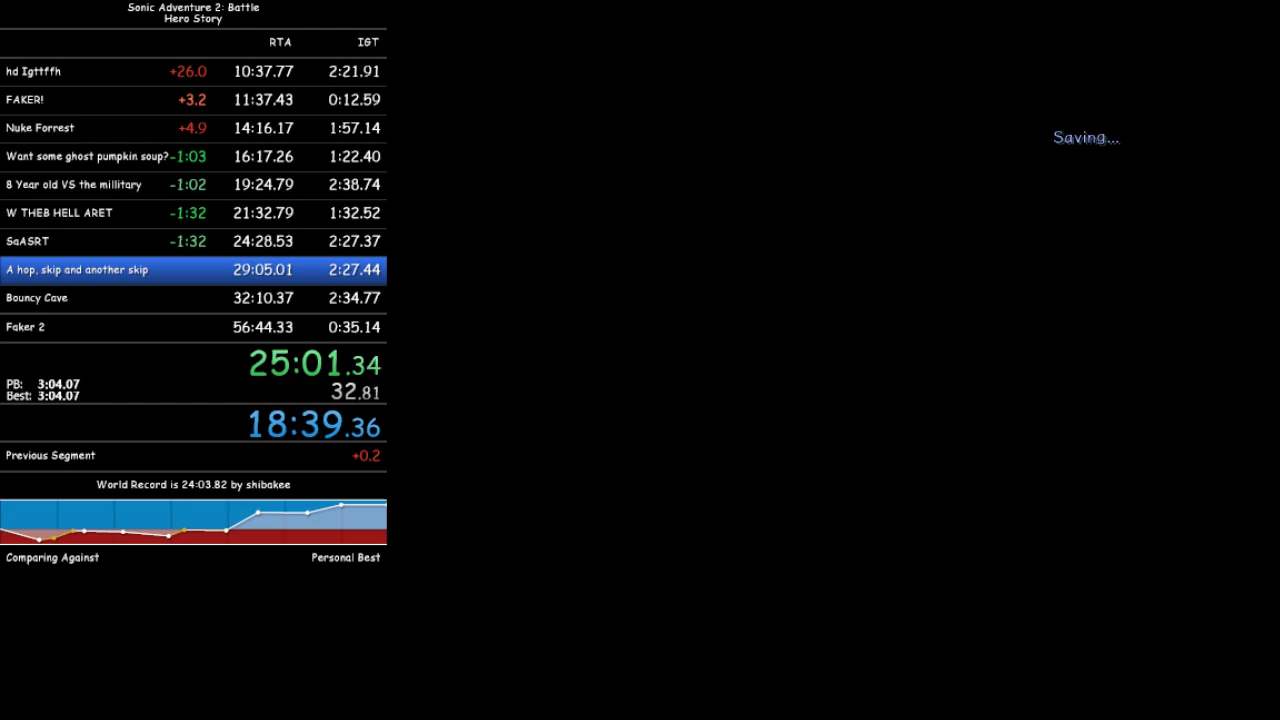 Sonic Adventure 2: Battle
Hero Story
RTA IGT
hd Igttffh +26.0 10:37.77 2:21.91
FAKER! +3.2 11:37.43 0:12.59
Nuke Forrest +4.9 14:16.17 1:57.14
Want some ghost pumpkin soup? -1:03 16:17.26 1:22.40
8 Year old VS the millitary -1:02 19:24.79 2:38.74
W THEB HELL ARET -1:32 21:32.79 1:32.52
SaASRT -1:32 24:28.53 2:27.37
A hop, skip and another skip 29:05.01 2:27.44
Bouncy Cave 32:10.37 2:34.77
Faker 2 56:44.33 0:35.14
25:01.34
PB: 3:04.07
Best: 3:04.07
32.81
18:39.36
Previous Segment +0.2
World Record is 24:03.82 by shibakee
Comparing Against Personal Best
Saving...